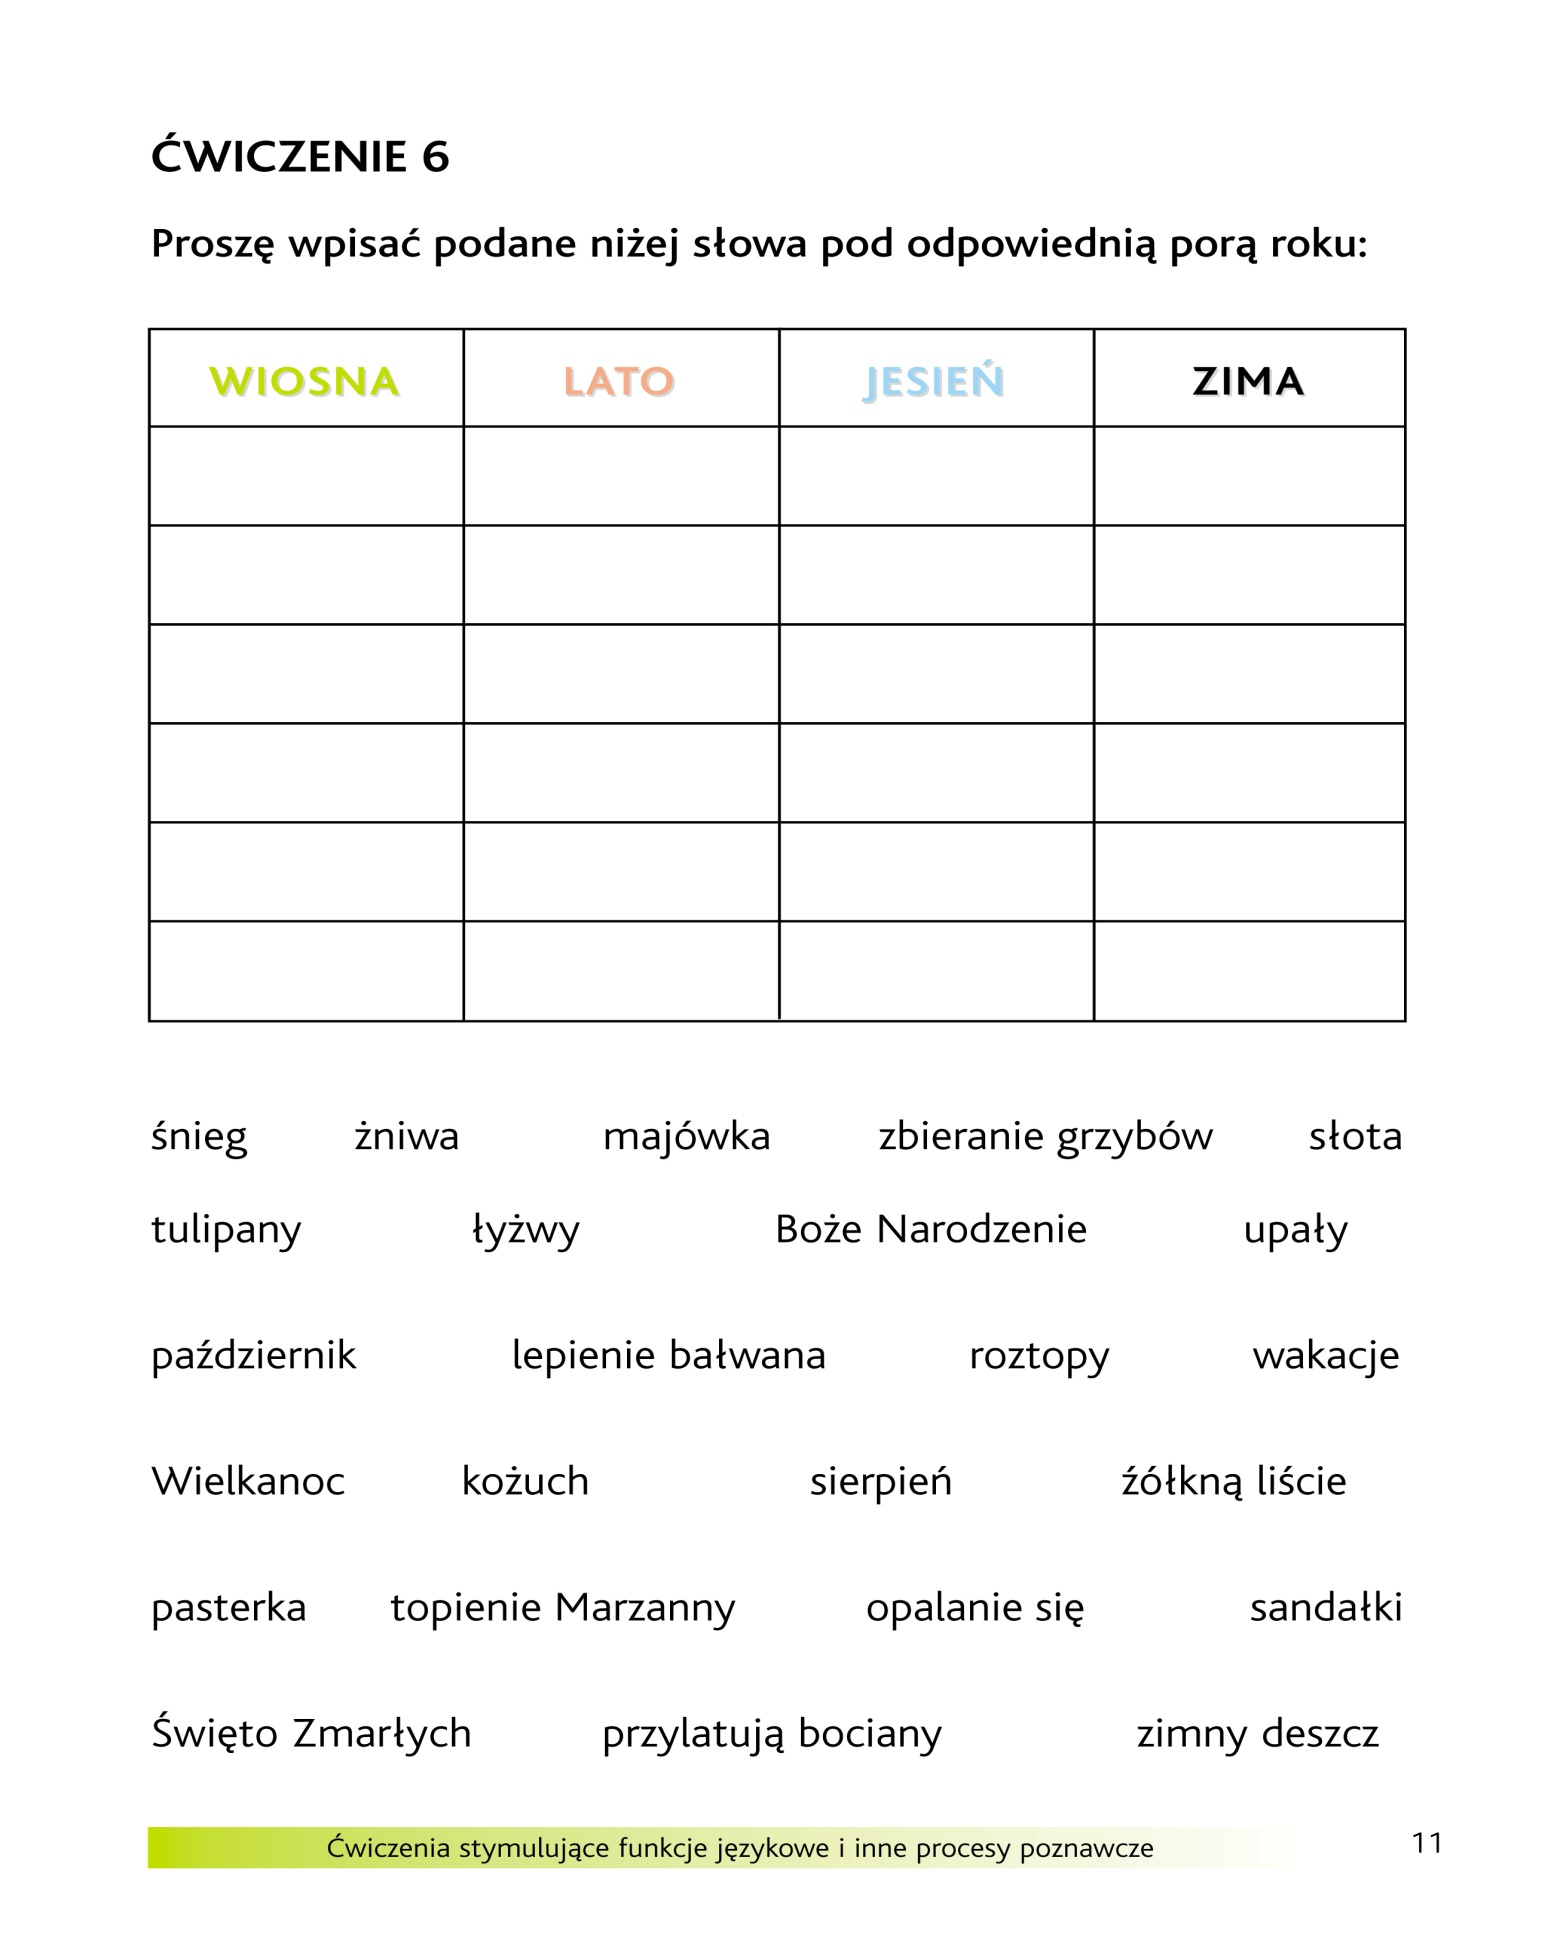 ĆWICZENIE 6
Proszę wpisać podane niżej słowa pod odpowiednią porą roku:
WIOSNA LATO JESIEŃ ZIMA
śnieg żniwa majówka zbieranie grzybów słota
tulipany łyżwy Boże Narodzenie upały
październik lepienie bałwana roztopy wakacje
Wielkanoc kożuch sierpień źółkną liście
pasterka topienie Marzanny opalanie się sandałki
Święto Zmarłych przylatują bociany zimny deszcz
Ćwiczenia stymulujące funkcje językowe i inne procesy poznawcze 11